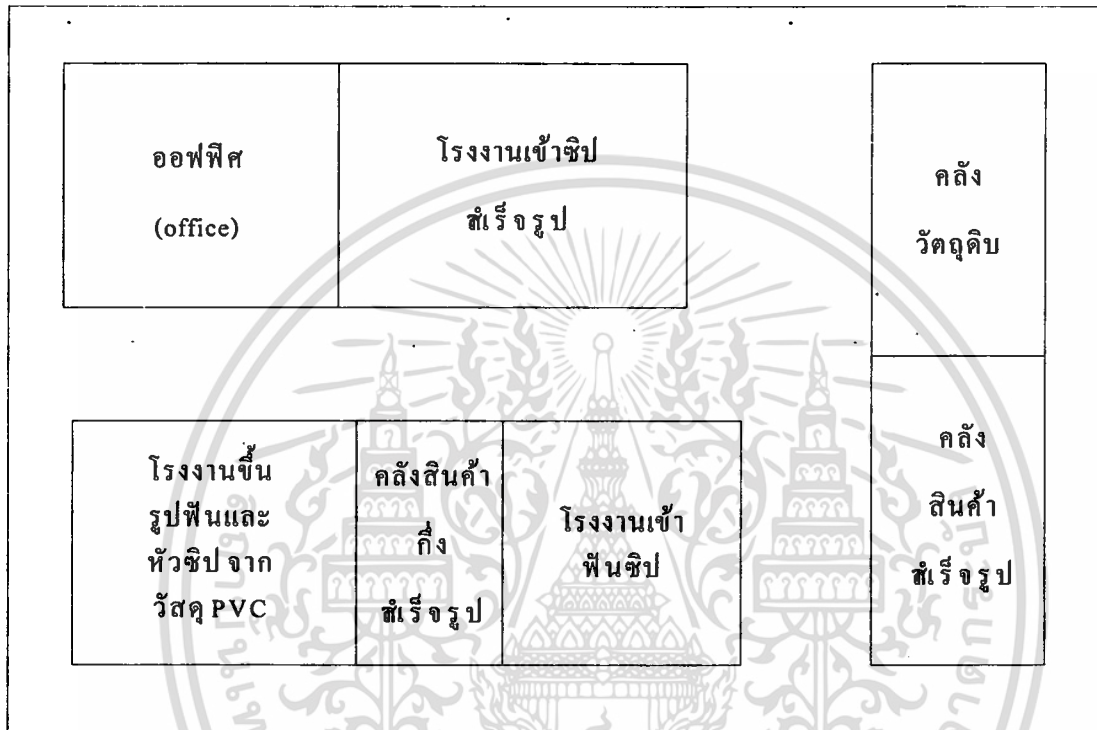 ออฟฟิศ
(office)
โรงงานเข้าซิป
สำเร็จรูป
คลัง
วัตถุดิบ
โรงงานขึ้น
รูปฟันและ
หัวซิป จาก
วัสดุ PVC
คลังสินค้า
กึ่ง
สำเร็จรูป
โรงงานเข้า
ฟันซิป
คลัง
สินค้า
สำเร็จรูป